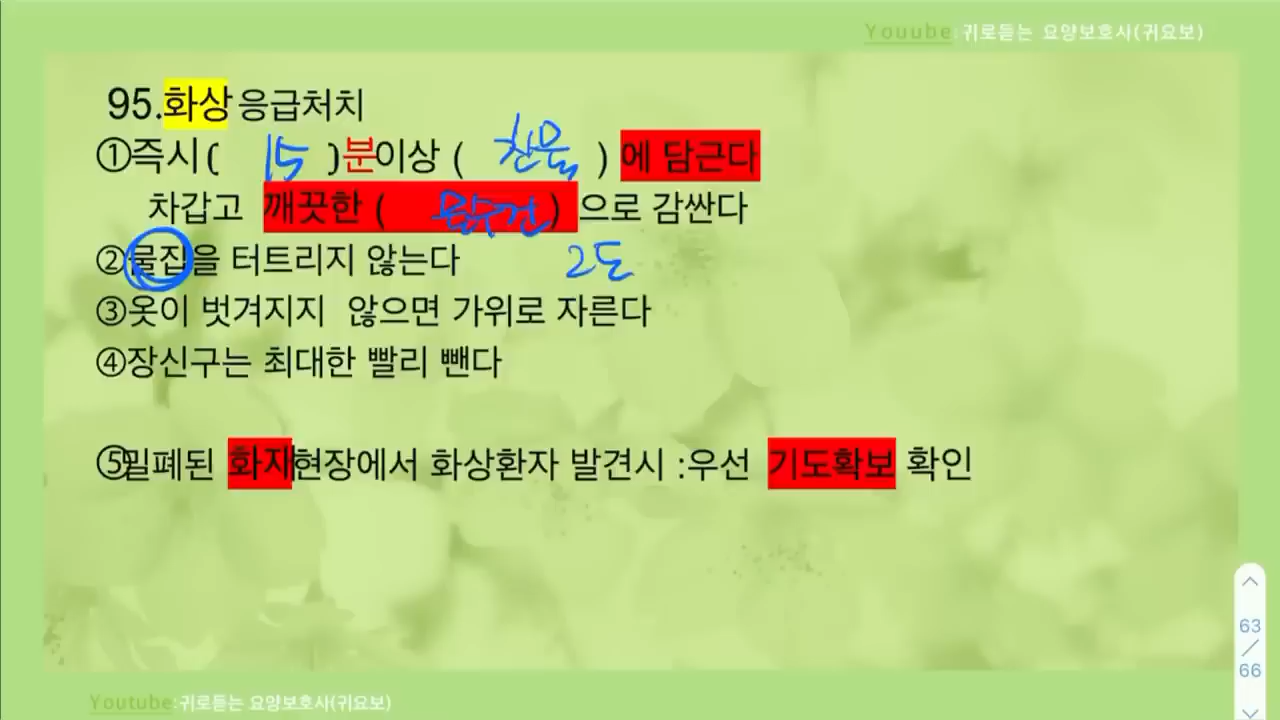 Youube:귀로듣는 요양보호사(귀요보)
95.화상 응급처치
①즉시( 15 )분이상 ( 찬물 ) 에 담근다
차갑고 깨끗한 ( 물수건 ) 으로 감싼다
②물집을 터트리지 않는다 2도
③옷이 벗겨지지 않으면 가위로 자른다
④장신구는 최대한 빨리 뺀다
⑤밀폐된 화재현장에서 화상환자 발견시 :우선 기도확보 확인
63
/
66
Youtube:귀로듣는 요양보호사(귀요보)